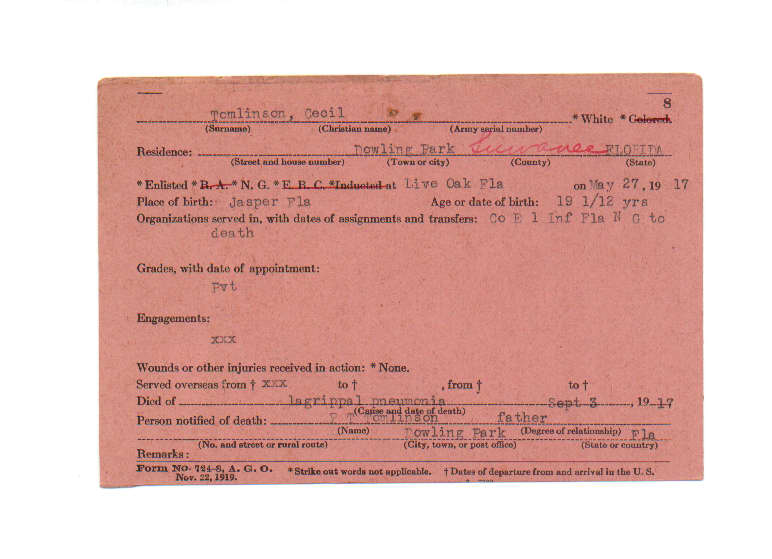 8
Tomlinson, Cecil * White * Colored.
(Surname) (Christian name) (Army serial number)
Residence: Dowling Park Suwanee FLORIDA
(Street and house number) (Town or city) (County) (State)
* Enlisted * R. A. * N. G. * E. R. C. *Inducted at Live Oak Fla on May 27, 19 17
Place of birth: Jasper Fla Age or date of birth: 19 1/12 yrs
Organizations served in, with dates of assignments and transfers: Co E 1 Inf Fla N G to
death
Grades, with date of appointment:
Pvt
Engagements:
xxx
Wounds or other injuries received in action: * None.
Served overseas from † xxx to † , from † to †
Died of lagrippal pneumonia Sept 3 , 19 17
(Cause and date of death)
Person notified of death: Tomlinson father
(Name) (Degree of relationship)
Dowling Park Fla
(No. and street or rural route) (City, town, or post office) (State or country)
Remarks:
Form No. 724-8, A. G. O. * Strike out words not applicable. † Dates of departure from and arrival in the U. S.
Nov. 22, 1919.